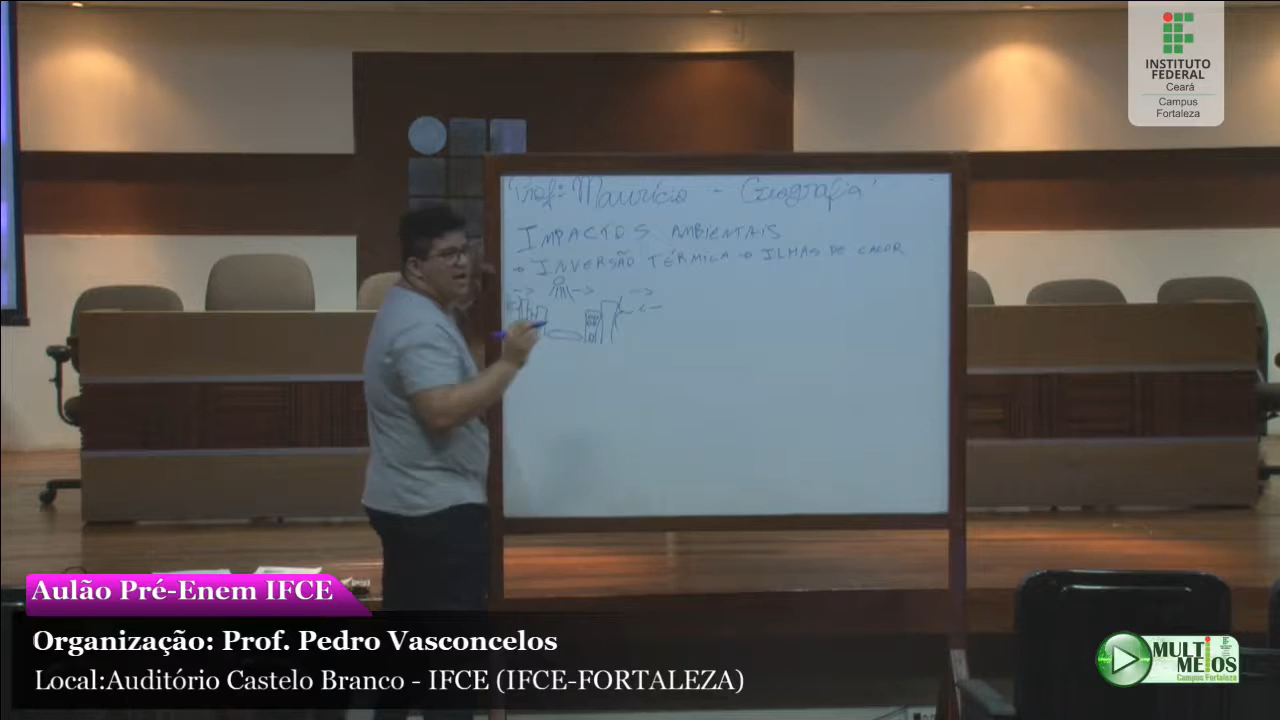 INSTITUTO
FEDERAL
Ceará
Campus
Fortaleza
Prof: Maurício - Geografia
IMPACTOS AMBIENTAIS
→ INVERSÃO TÉRMICA → ILHAS DE CALOR
Aulão Pré-Enem IFCE
Organização: Prof. Pedro Vasconcelos
Local:Auditório Castelo Branco - IFCE (IFCE-FORTALEZA)
MULTI
MEIOS
Campus Fortaleza